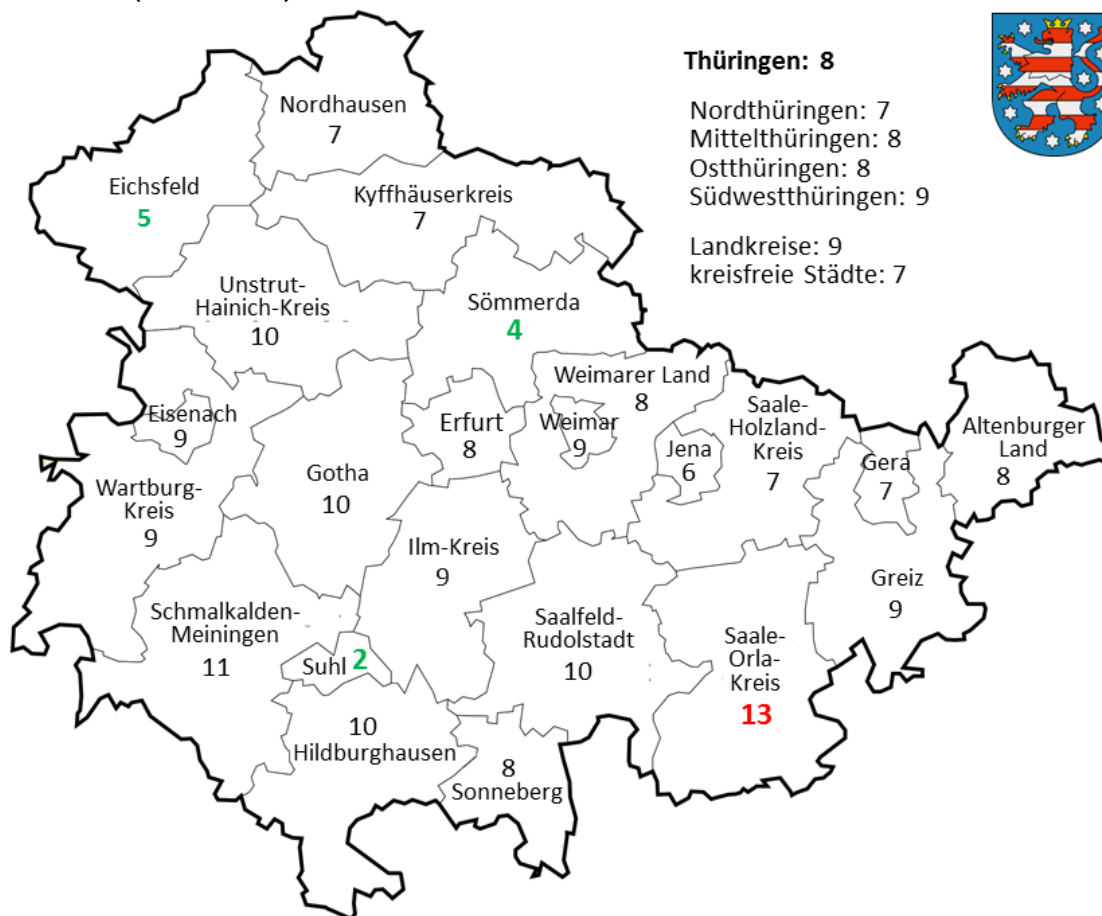 Thüringen: 8
Nordthüringen: 7
Mittelthüringen: 8
Ostthüringen: 8
Südwestthüringen: 9
Landkreise: 9
kreisfreie Städte: 7
Nordhausen
7
Eichsfeld
5
Kyffhäuserkreis
7
Unstrut-
Hainich-Kreis
10
Sömmerda
4
Weimarer Land
8
Eisenach
9
Erfurt
8
Weimar
9
Jena
6
Saale-
Holzland-
Kreis
7
Gera
7
Altenburger
Land
8
Wartburg-
Kreis
9
Gotha
10
Ilm-Kreis
9
Greiz
9
Schmalkalden-
Meiningen
11
Suhl 2
Saalfeld-
Rudolstadt
10
Saale-
Orla-
Kreis
13
10
Hildburghausen
8
Sonneberg